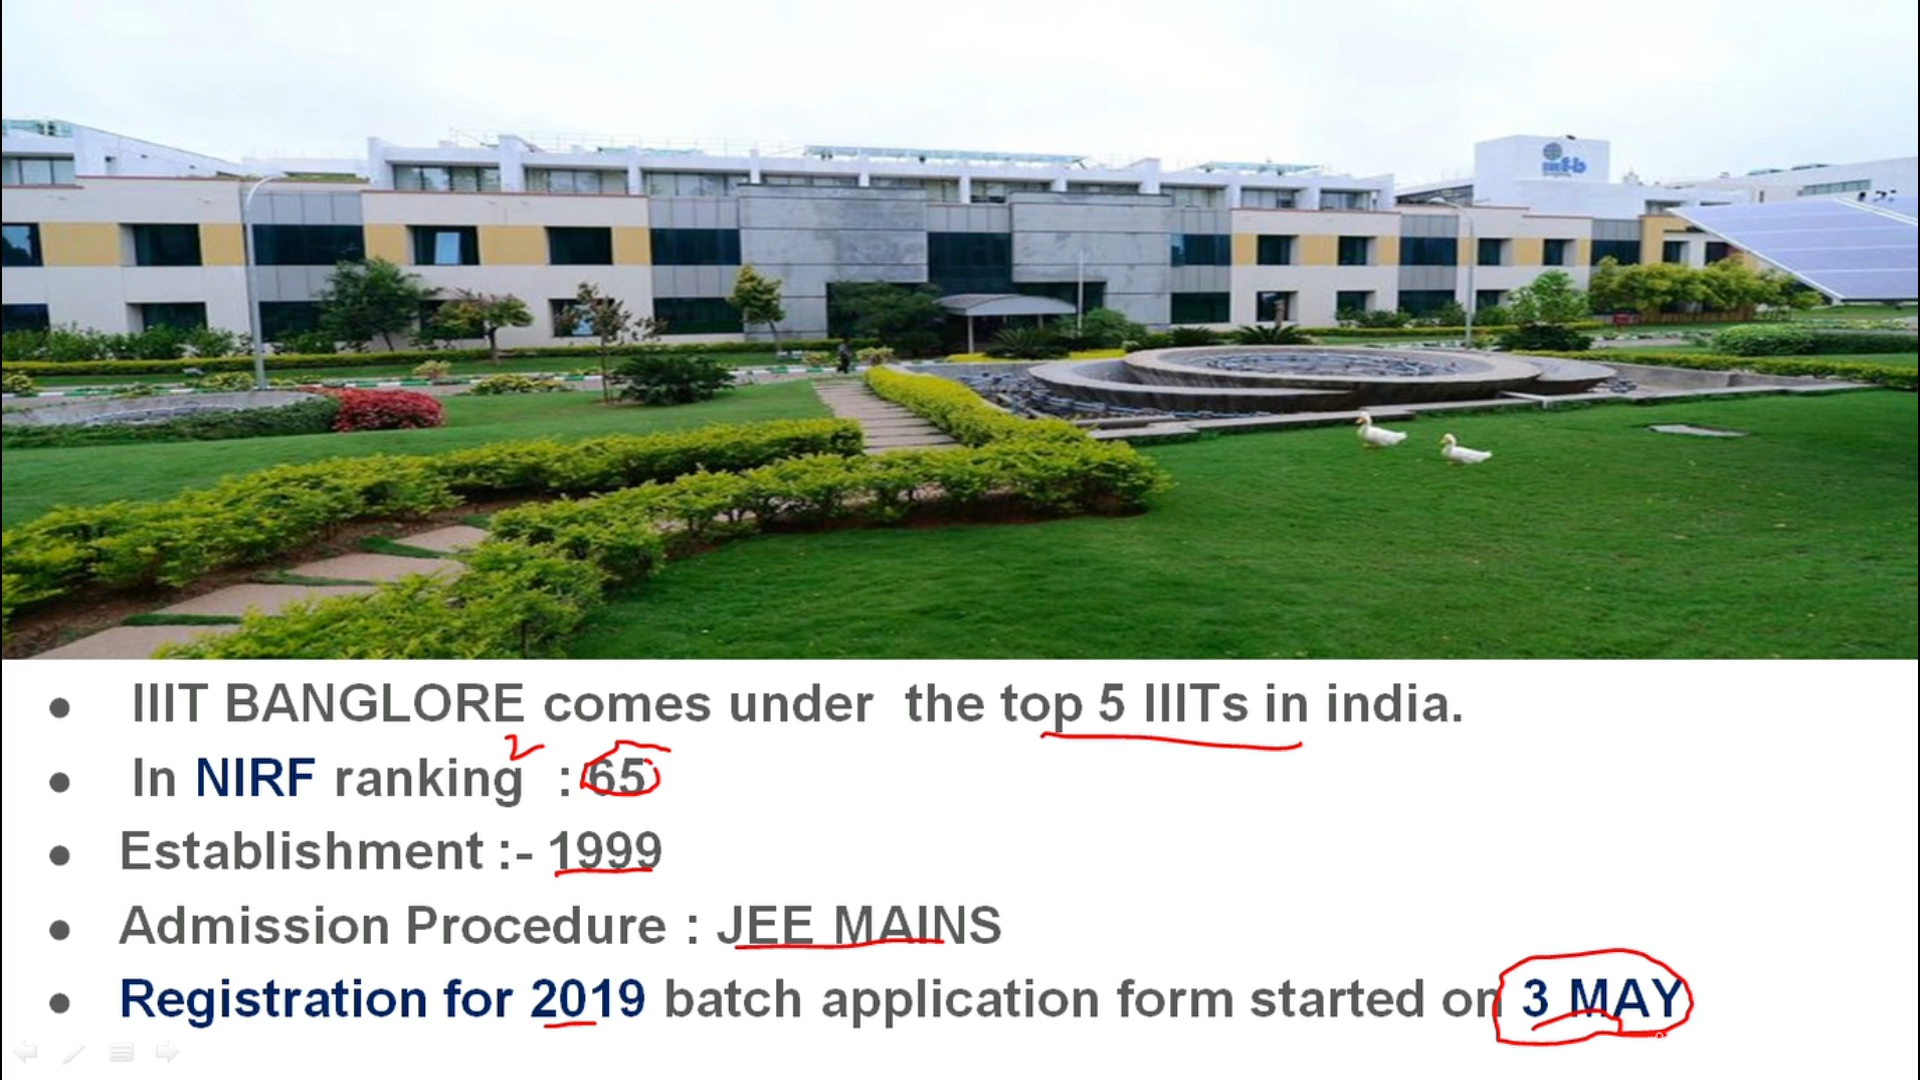 iiit-b
IIIT BANGLORE comes under the top 5 IIITs in india.
In NIRF ranking : 65
Establishment :- 1999
Admission Procedure : JEE MAINS
Registration for 2019 batch application form started on 3 MAY